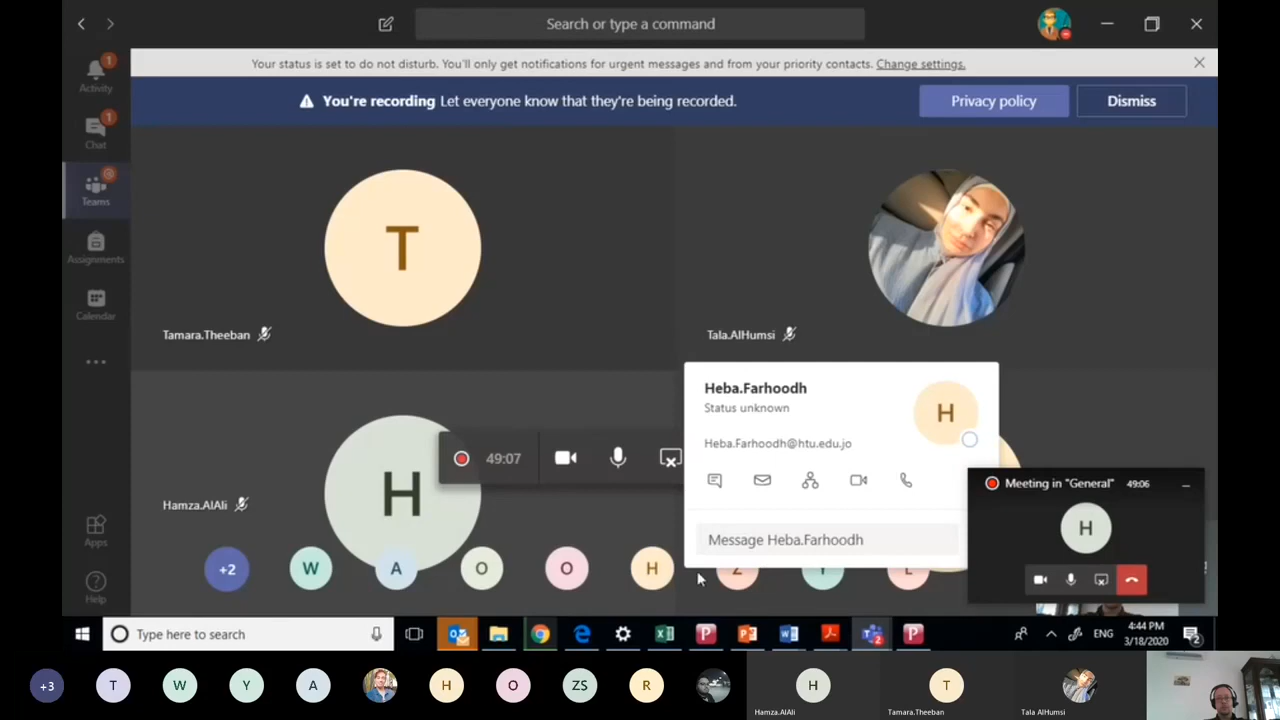 Search or type a command
Your status is set to do not disturb. You'll only get notifications for urgent messages and from your priority contacts. Change settings.
You're recording Let everyone know that they're being recorded.
Privacy policy
Dismiss
1
Activity
1
Chat
Teams
Assignments
Calendar
Apps
Help
T
Tamara.Theeban
Tala.AlHumsi
H
Hamza.AlAli
49:07
Heba.Farhoodh
Status unknown
H
Heba.Farhoodh@htu.edu.jo
Message Heba.Farhoodh
Meeting in "General" 49:06
H
+2
W
A
O
O
H
Z
Y
L
Type here to search
ENG
4:44 PM
3/18/2020
2
+3
T
W
Y
A
H
O
ZS
R
H
T
Hamza.AlAli
Tamara.Theeban
Tala AlHumsi